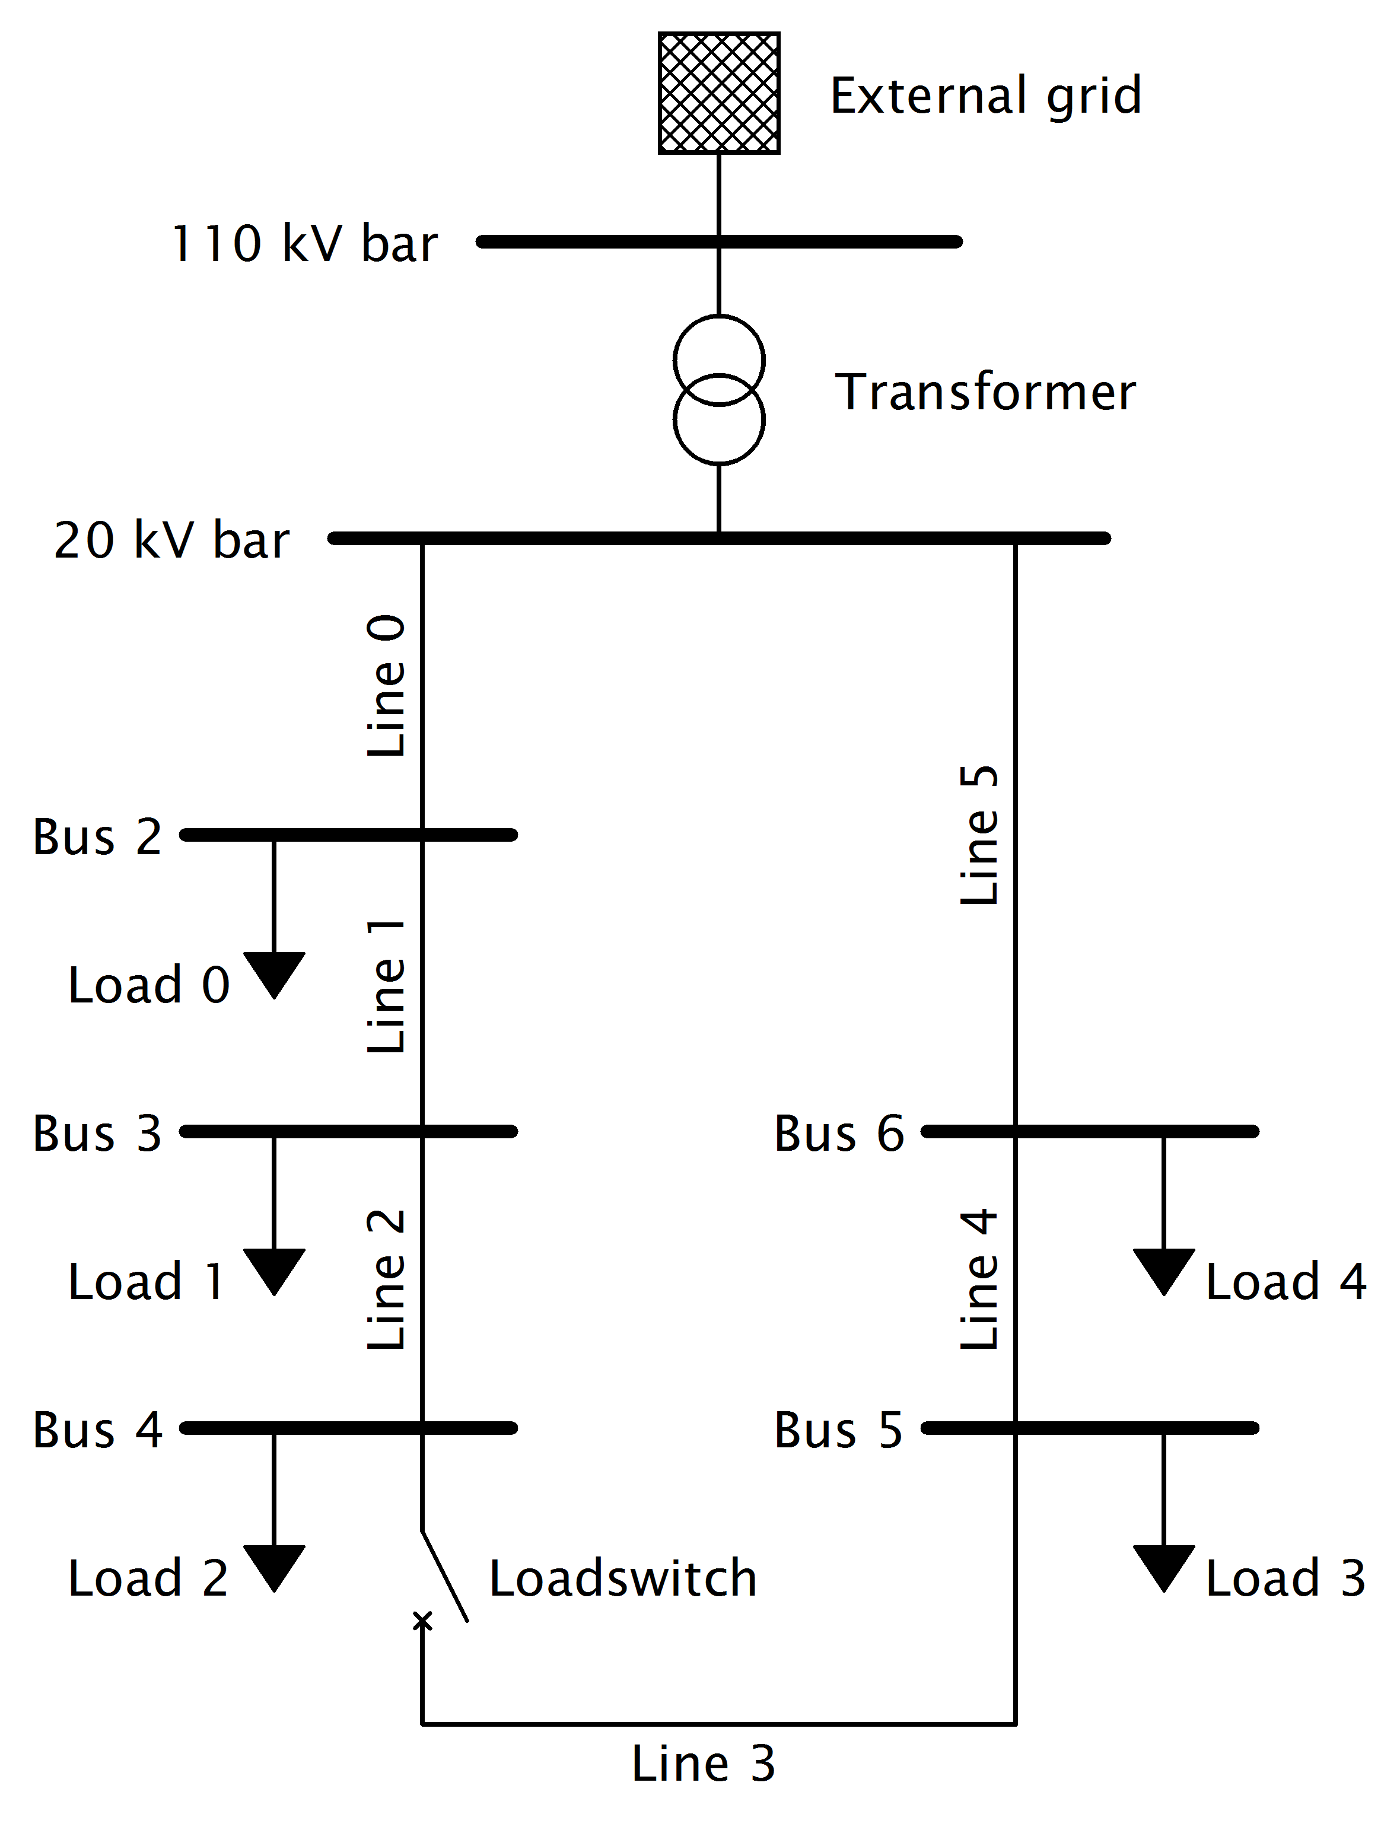 External grid
110 kV bar
Transformer
20 kV bar
Line 0
Line 5
Bus 2
Line 1
Load 0
Bus 3
Bus 6
Line 2
Line 4
Load 1
Load 4
Bus 4
Bus 5
Load 2
Loadswitch
Load 3
Line 3